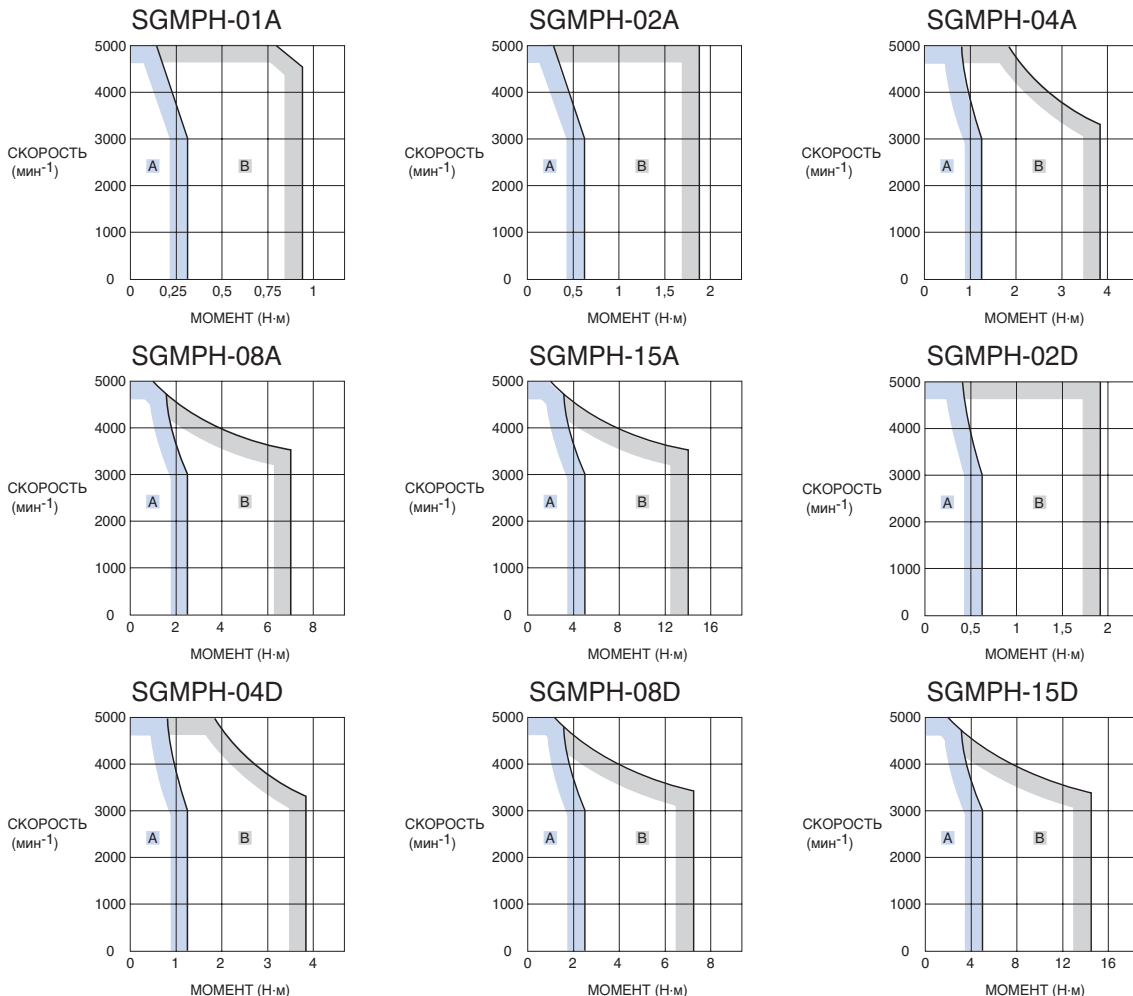 SGMPH-01A
5000
4000
3000
2000
1000
0
СКОРОСТЬ
(мин-1)
A
B
0 0,25 0,5 0,75 1
МОМЕНТ (Н·м)
SGMPH-02A
5000
4000
3000
2000
1000
0
СКОРОСТЬ
(мин-1)
A
B
0 0,5 1 1,5 2
МОМЕНТ (Н·м)
SGMPH-04A
5000
4000
3000
2000
1000
0
СКОРОСТЬ
(мин-1)
A
B
0 1 2 3 4
МОМЕНТ (Н·м)
SGMPH-08A
5000
4000
3000
2000
1000
0
СКОРОСТЬ
(мин-1)
A
B
0 2 4 6 8
МОМЕНТ (Н·м)
SGMPH-15A
5000
4000
3000
2000
1000
0
СКОРОСТЬ
(мин-1)
A
B
0 4 8 12 16
МОМЕНТ (Н·м)
SGMPH-02D
5000
4000
3000
2000
1000
0
СКОРОСТЬ
(мин-1)
A
B
0 0,5 1 1,5 2
МОМЕНТ (Н·м)
SGMPH-04D
5000
4000
3000
2000
1000
0
СКОРОСТЬ
(мин-1)
A
B
0 1 2 3 4
МОМЕНТ (Н·м)
SGMPH-08D
5000
4000
3000
2000
1000
0
СКОРОСТЬ
(мин-1)
A
B
0 2 4 6 8
МОМЕНТ (Н·м)
SGMPH-15D
5000
4000
3000
2000
1000
0
СКОРОСТЬ
(мин-1)
A
B
0 4 8 12 16
МОМЕНТ (Н·м)